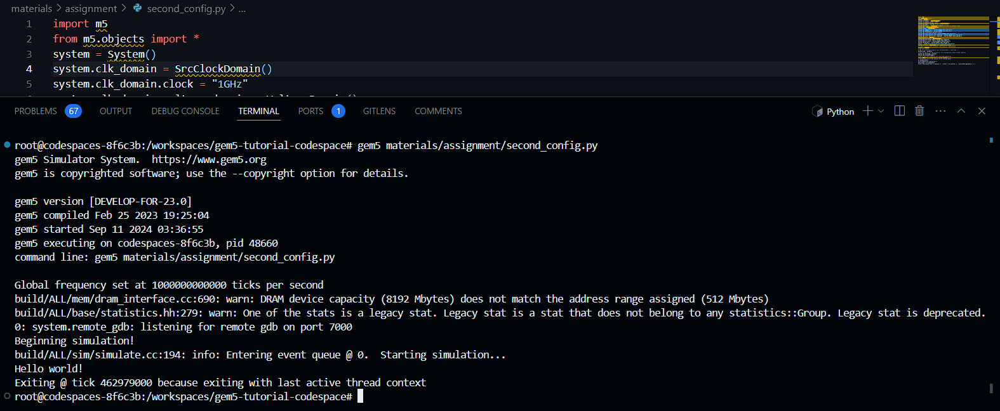 materials > assignment > second_config.py > ...
1 import m5
2 from m5.objects import *
3 system = System()
4 system.clk_domain = SrcClockDomain()
5 system.clk_domain.clock = "1GHz"
PROBLEMS 67 OUTPUT DEBUG CONSOLE TERMINAL PORTS 1 GITLENS COMMENTS Python
root@codespaces-8f6c3b:/workspaces/gem5-tutorial-codespace# gem5 materials/assignment/second_config.py
gem5 Simulator System.  https://www.gem5.org
gem5 is copyrighted software; use the --copyright option for details.
gem5 version [DEVELOP-FOR-23.0]
gem5 compiled Feb 25 2023 19:25:04
gem5 started Sep 11 2024 03:36:55
gem5 executing on codespaces-8f6c3b, pid 48660
command line: gem5 materials/assignment/second_config.py
Global frequency set at 1000000000000 ticks per second
build/ALL/mem/dram_interface.cc:690: warn: DRAM device capacity (8192 Mbytes) does not match the address range assigned (512 Mbytes)
build/ALL/base/statistics.hh:279: warn: One of the stats is a legacy stat. Legacy stat is a stat that does not belong to any statistics::Group. Legacy stat is deprecated.
0: system.remote_gdb: listening for remote gdb on port 7000
Beginning simulation!
build/ALL/sim/simulate.cc:194: info: Entering event queue @ 0.  Starting simulation...
Hello world!
Exiting @ tick 462979000 because exiting with last active thread context
root@codespaces-8f6c3b:/workspaces/gem5-tutorial-codespace#